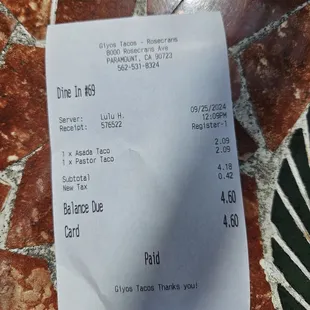 Giyos Tacos - Rosecrans
8000 Rosecrans Ave
PARAMOUNT, CA 90723
562-531-8324
Dine In #69
09/25/2024
Server: Lulu H. 12:09PM
Receipt: 576522 Register-1
1 x Asada Taco 2.09
1 x Pastor Taco 2.09
Subtotal 4.18
New Tax 0.42
Balance Due 4.60
Card 4.60
Paid
Giyos Tacos Thanks you!